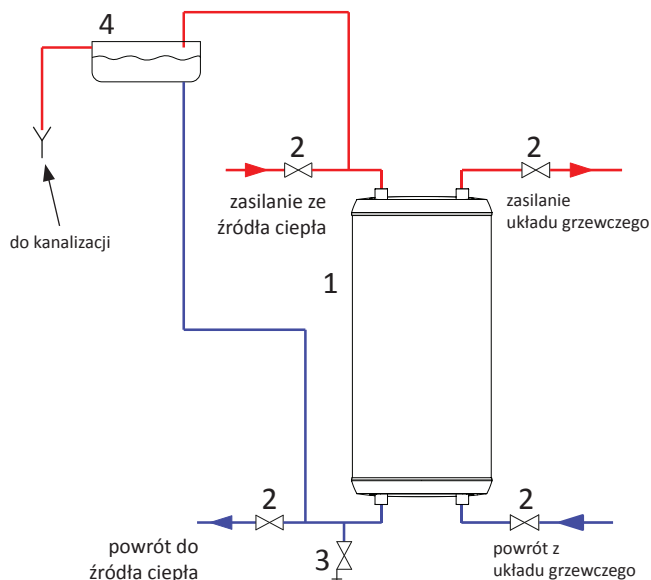 4
2
2
zasilanie ze
źródła ciepła
zasilanie
układu grzewczego
do kanalizacji
1
2
2
3
powrót do
źródła ciepła
powrót z
układu grzewczego